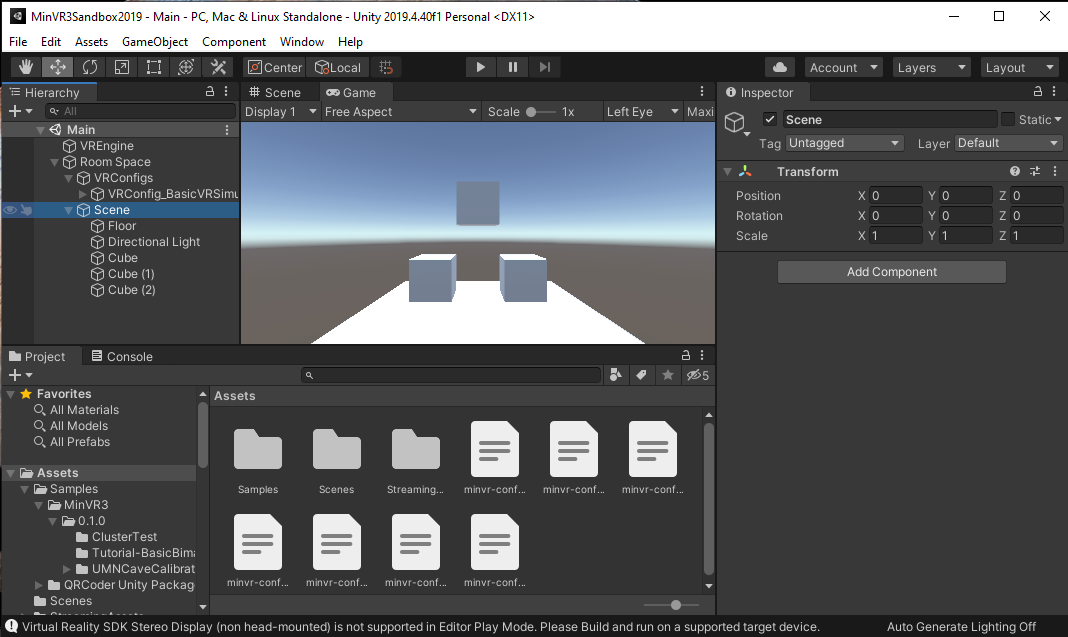 MinVR3Sandbox2019 - Main - PC, Mac & Linux Standalone - Unity 2019.4.40f1 Personal <DX11>
File Edit Assets GameObject Component Window Help
Center Local Account Layers Layout
Hierarchy
All
Main
VREngine
Room Space
VRConfigs
VRConfig_BasicVRSimu
Scene
Floor
Directional Light
Cube
Cube (1)
Cube (2)
Scene Game
Display 1 Free Aspect Scale 1x Left Eye Maxi
Inspector
Scene Static
Tag Untagged Layer Default
Transform
Position X 0 Y 0 Z 0
Rotation X 0 Y 0 Z 0
Scale X 1 Y 1 Z 1
Add Component
Project Console
5
Favorites
All Materials
All Models
All Prefabs
Assets
Samples
MinVR3
0.1.0
ClusterTest
Tutorial-BasicBima
UMNCaveCalibrat
QRCoder Unity Packag
Scenes
StreamingAssets
Assets
Samples Scenes Streaming... minvr-conf... minvr-conf... minvr-conf...
minvr-conf... minvr-conf... minvr-conf... minvr-conf...
Virtual Reality SDK Stereo Display (non head-mounted) is not supported in Editor Play Mode. Please Build and run on a supported target device.
Auto Generate Lighting Off